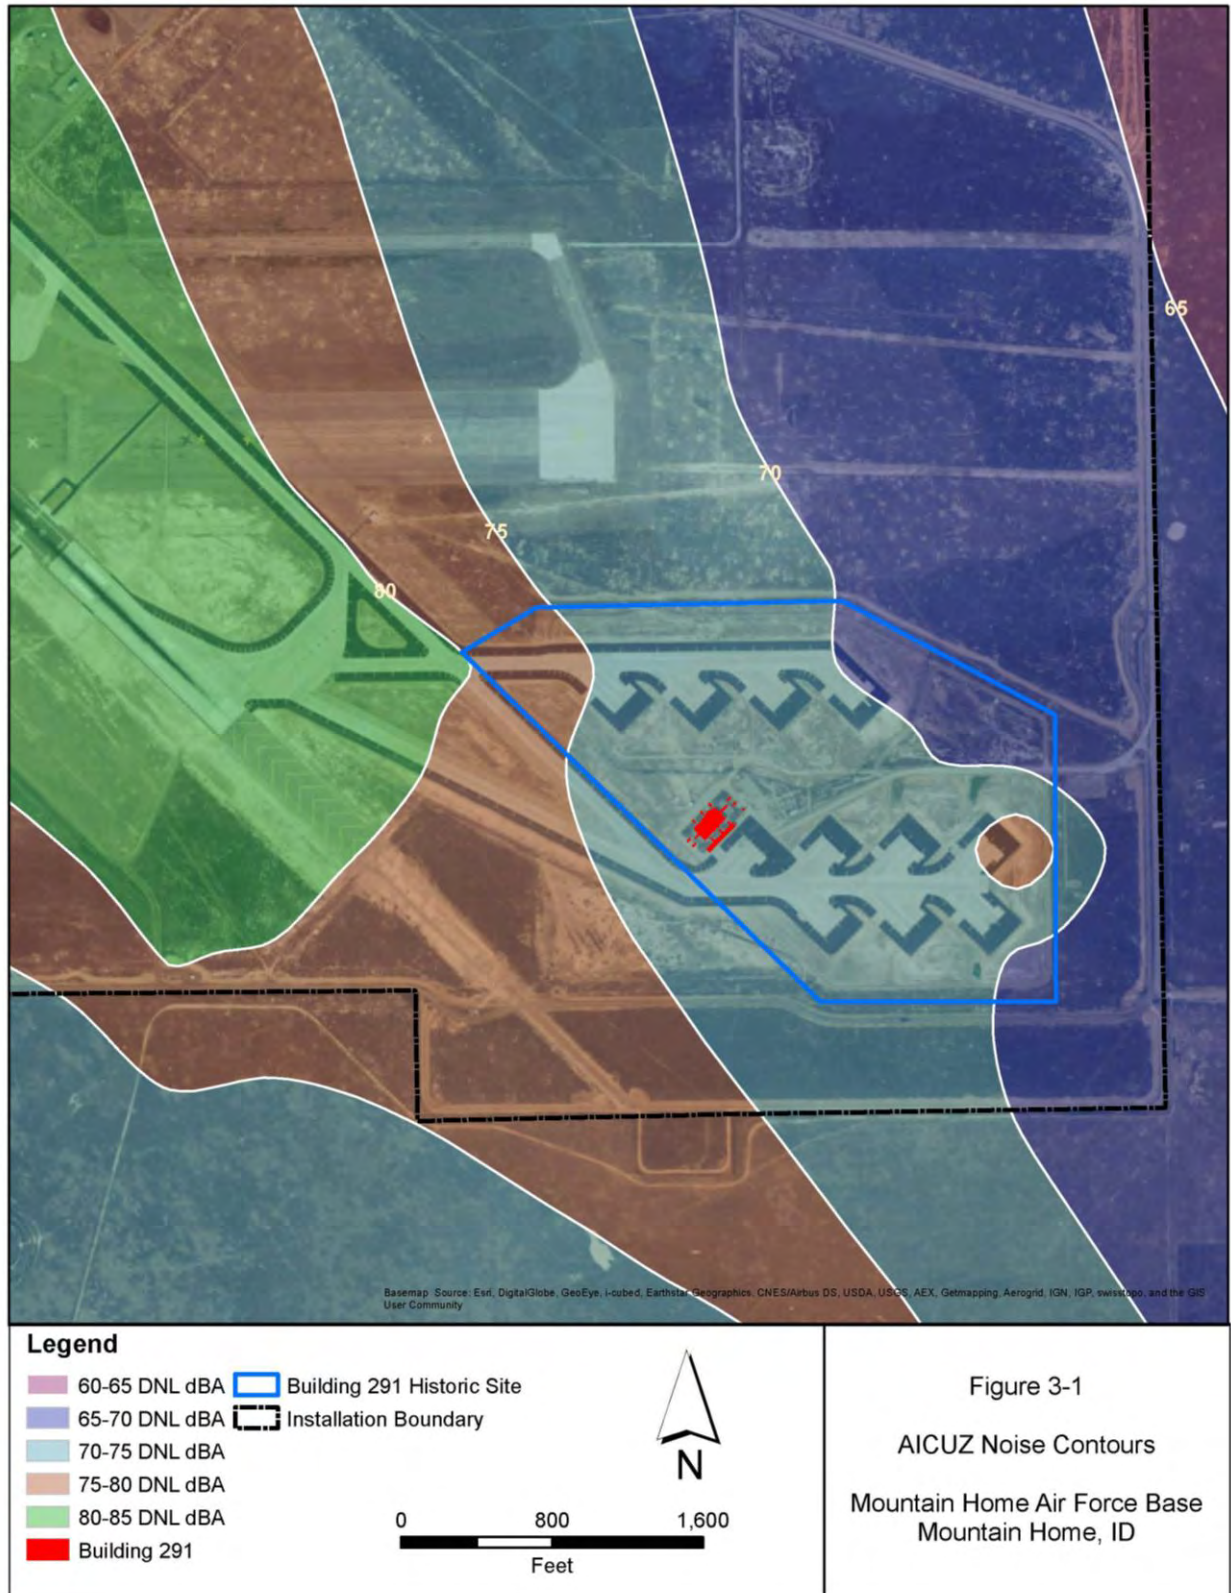 65
70
75
80
Basemap Source: Esri, DigitalGlobe, GeoEye, i-cubed, Earthstar Geographics, CNES/Airbus DS, USDA, USGS, AEX, Getmapping, Aerogrid, IGN, IGP, swisstopo, and the GIS
User Community
Legend
60-65 DNL dBA
65-70 DNL dBA
70-75 DNL dBA
75-80 DNL dBA
80-85 DNL dBA
Building 291
Building 291 Historic Site
Installation Boundary
N
0 800 1,600
Feet
Figure 3-1
AICUZ Noise Contours
Mountain Home Air Force Base
Mountain Home, ID